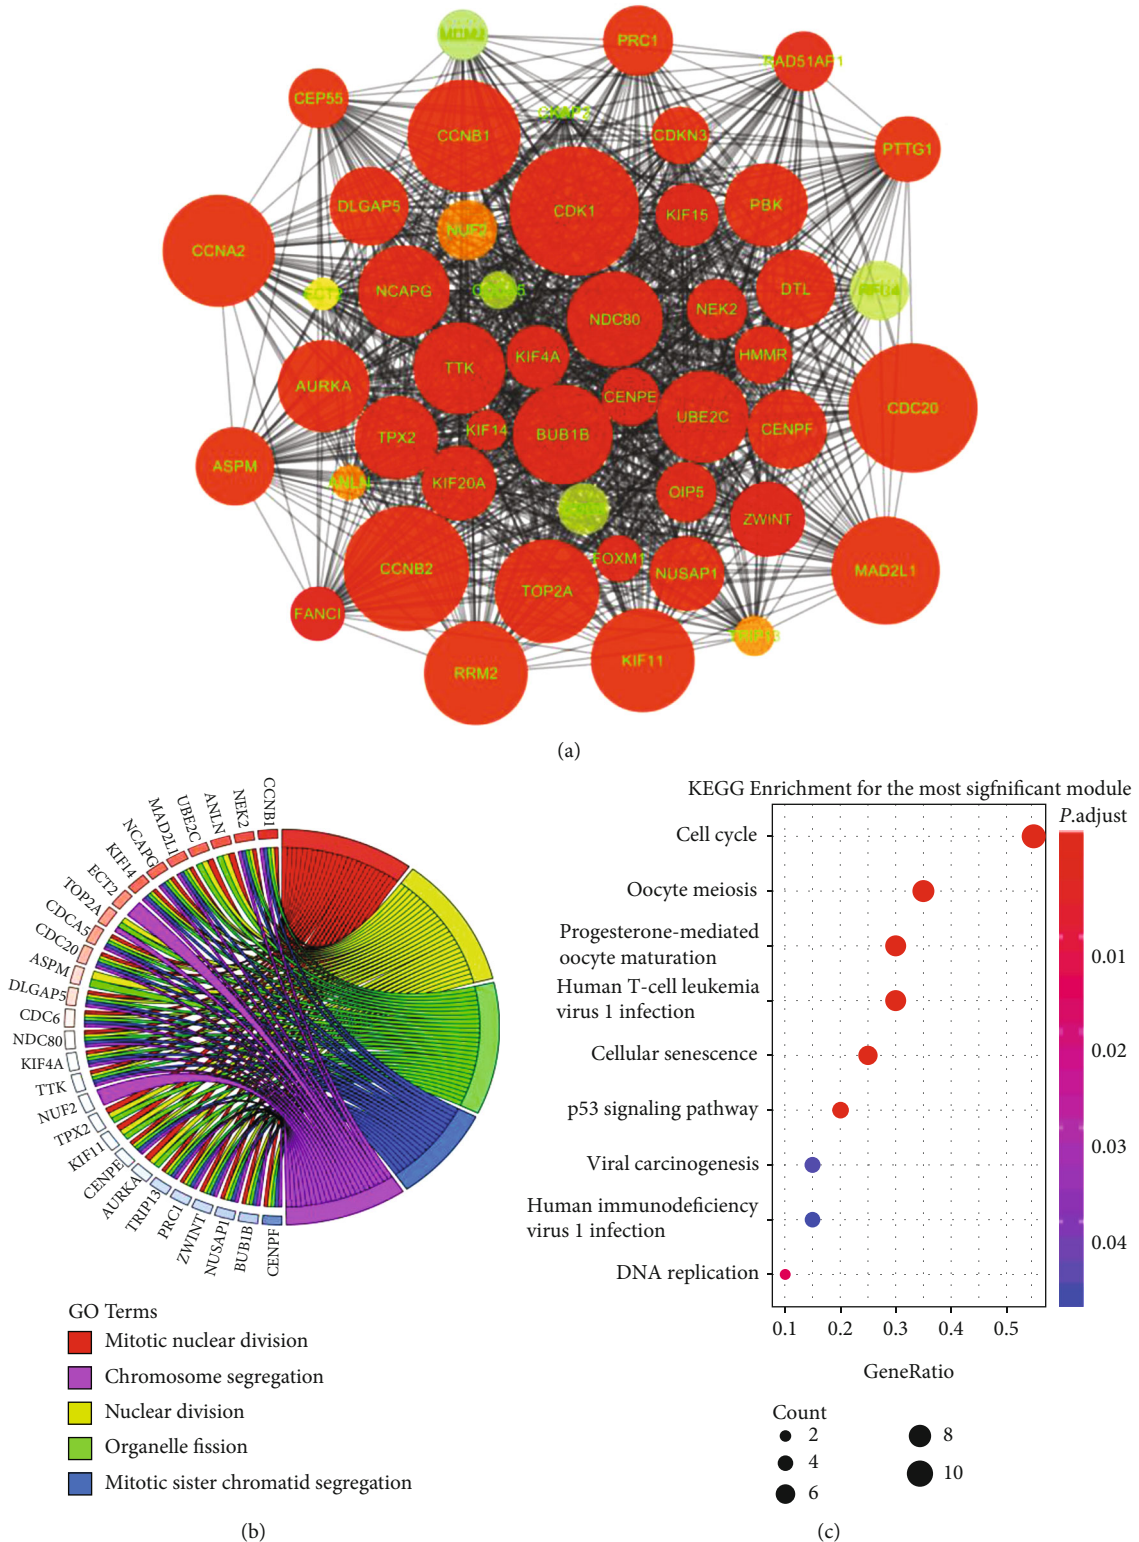 PRC1
RAD51AP1
CEP55
CCNB1
CKAP2
CDKN3
PTTG1
DLGAP5
CDK1
KIF15
PBK
NUF2
CCNA2
ECT2
NCAPG
NDC80
NEK2
DTL
AURKA
TTK
KIF4A
HMMR
CENPE
CDC20
TPX2
KIF14
BUB1B
UBE2C
CENPF
ASPM
ANLN
KIF20A
OIP5
ZWINT
CCNB2
FOXM1
NUSAP1
MAD2L1
TOP2A
FANCI
TRIP13
RRM2
KIF11
(a)
CCNB1
NEK2
ANLN
UBE2C
MAD2L1
NCAPG
KIF14
ECT2
TOP2A
CDCA5
CDC20
ASPM
DLGAP5
CDC6
NDC80
KIF4A
TTK
NUF2
TPX2
KIF11
CENPE
AURKA
TRIP13
PRC1
ZWINT
NUSAP1
BUB1B
CENPF
GO Terms
Mitotic nuclear division
Chromosome segregation
Nuclear division
Organelle fission
Mitotic sister chromatid segregation
(b)
KEGG Enrichment for the most sigfnificant module
P.adjust
Cell cycle
Oocyte meiosis
Progesterone-mediated
oocyte maturation
Human T-cell leukemia
virus 1 infection
Cellular senescence
p53 signaling pathway
Viral carcinogenesis
Human immunodeficiency
virus 1 infection
DNA replication
0.01
0.02
0.03
0.04
0.1 0.2 0.3 0.4 0.5
GeneRatio
Count
2
4
6
8
10
(c)